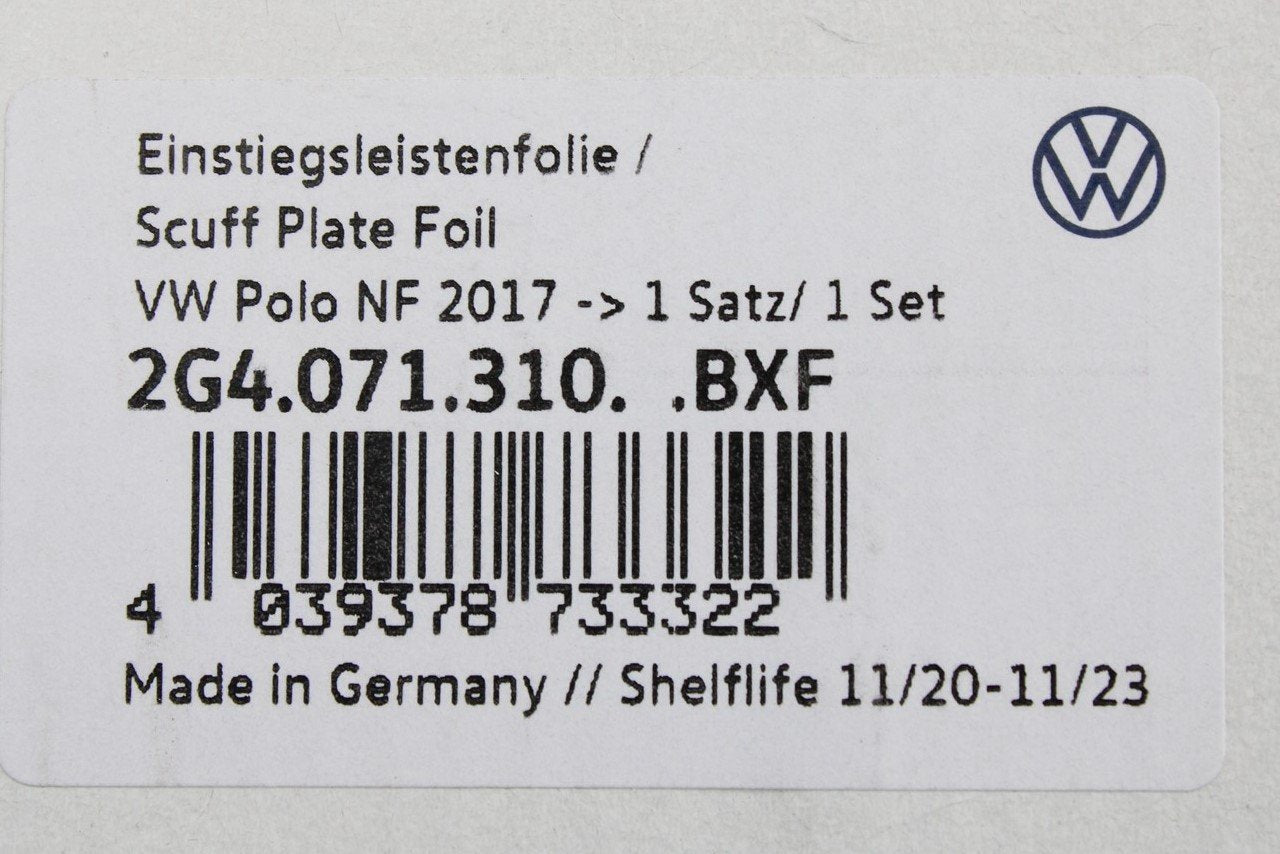 Einstiegsleistenfolie /
Scuff Plate Foil
VW Polo NF 2017 -> 1 Satz/ 1 Set
2G4.071.310. .BXF
4 039378 733322
Made in Germany // Shelflife 11/20-11/23